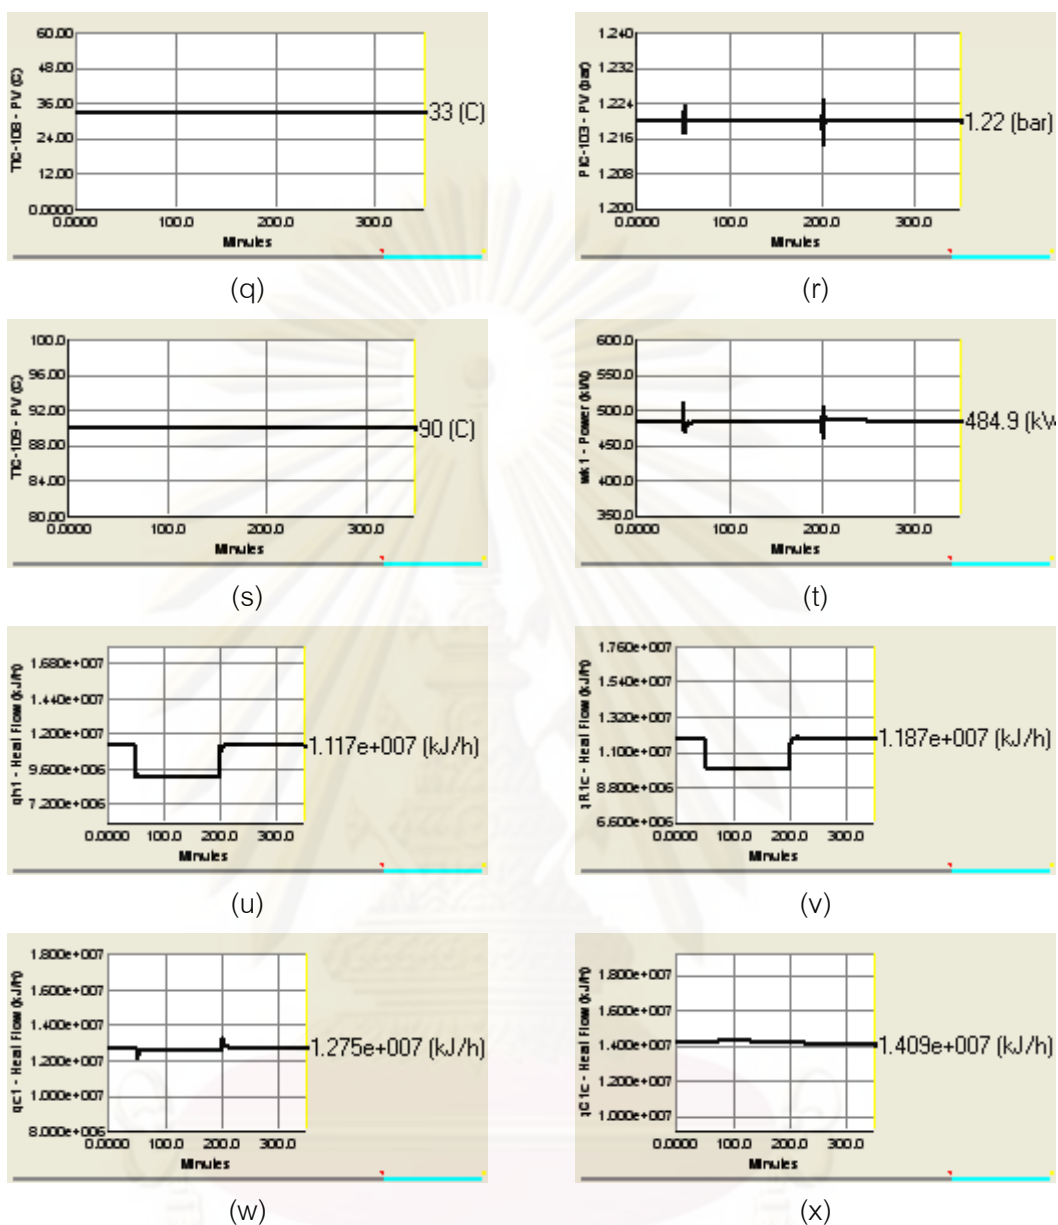 TIC-108 - PV (C)
60.00
48.00
36.00
24.00
12.00
0.0000
0.0000 100.0 200.0 300.0
Minutes
33 (C)
(q)
PIC-103 - PV (bar)
1.240
1.232
1.224
1.216
1.208
1.200
0.0000 100.0 200.0 300.0
Minutes
1.22 (bar)
(r)
TIC-109 - PV (C)
100.0
96.00
92.00
88.00
84.00
80.00
0.0000 100.0 200.0 300.0
Minutes
90 (C)
(s)
wk1 - Power (kW)
600.0
550.0
500.0
450.0
400.0
350.0
0.0000 100.0 200.0 300.0
Minutes
484.9 (kW
(t)
qh1 - Heat Flow (kJ/h)
1.680e+007
1.440e+007
1.200e+007
9.600e+006
7.200e+006
0.0000 100.0 200.0 300.0
Minutes
1.117e+007 (kJ/h)
(u)
qR1c - Heat Flow (kJ/h)
1.760e+007
1.540e+007
1.320e+007
1.100e+007
8.800e+006
6.600e+006
0.0000 100.0 200.0 300.0
Minutes
1.187e+007 (kJ/h)
(v)
qc1 - Heat Flow (kJ/h)
1.800e+007
1.600e+007
1.400e+007
1.200e+007
1.000e+007
8.000e+006
0.0000 100.0 200.0 300.0
Minutes
1.275e+007 (kJ/h)
(w)
qC1c - Heat Flow (kJ/h)
1.800e+007
1.600e+007
1.400e+007
1.200e+007
1.000e+007
0.0000 100.0 200.0 300.0
Minutes
1.409e+007 (kJ/h)
(x)